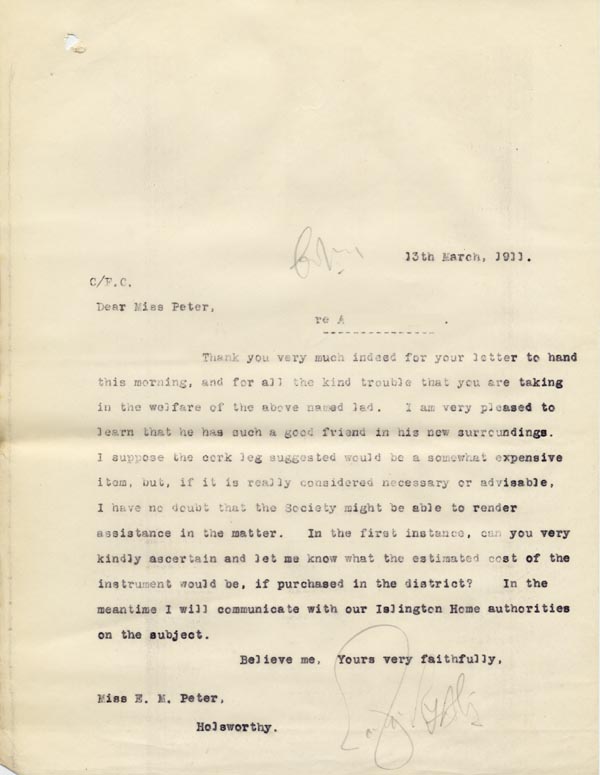 13th March, 1911.
C/F.C.
Dear Miss Peter,
re A .
Thank you very much indeed for your letter to hand
this morning, and for all the kind trouble that you are taking
in the welfare of the above named lad. I am very pleased to
learn that he has such a good friend in his new surroundings.
I suppose the cork leg suggested would be a somewhat expensive
item, but, if it is really considered necessary or advisable,
I have no doubt that the Society might be able to render
assistance in the matter. In the first instance, can you very
kindly ascertain and let me know what the estimated cost of the
instrument would be, if purchased in the district? In the
meantime I will communicate with our Islington Home authorities
on the subject.
Believe me, Yours very faithfully,
Miss E. M. Peter,
Holsworthy.